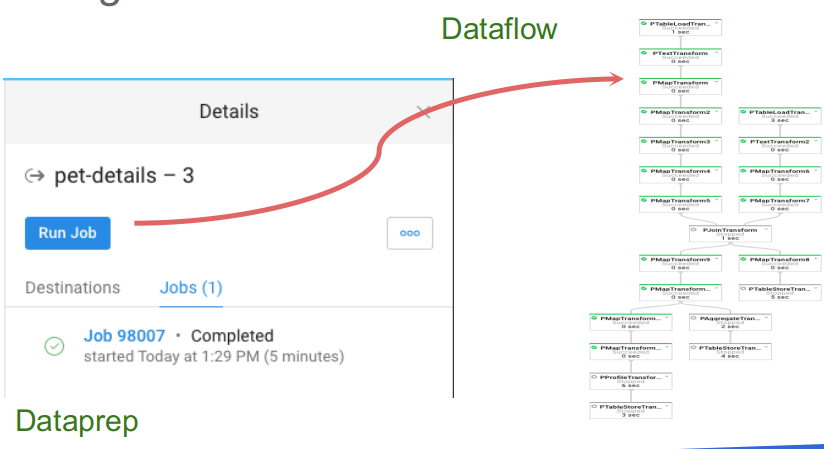 Dataflow
Details
pet-details – 3
Run Job
Destinations
Jobs (1)
Job 98007 • Completed
started Today at 1:29 PM (5 minutes)
Dataprep
PTableLoadTran...
Succeeded
1 sec
PTextTransform
Succeeded
0 sec
PMapTransform
Succeeded
0 sec
PMapTransform2
Succeeded
0 sec
PTableLoadTran...
Succeeded
3 sec
PMapTransform3
Succeeded
0 sec
PTextTransform2
Succeeded
0 sec
PMapTransform4
Succeeded
0 sec
PMapTransform6
Succeeded
0 sec
PMapTransform5
Succeeded
0 sec
PMapTransform7
Succeeded
0 sec
PJoinTransform
Stopped
1 sec
PMapTransform9
Succeeded
0 sec
PMapTransform8
Succeeded
0 sec
PMapTransform...
Succeeded
0 sec
PTableStoreTran...
Stopped
5 sec
PMapTransform...
Succeeded
0 sec
PAggregateTran...
Stopped
2 sec
PMapTransform...
Succeeded
0 sec
PTableStoreTran...
Stopped
4 sec
PProfileTransfor...
Stopped
6 sec
PTableStoreTran...
Stopped
3 sec